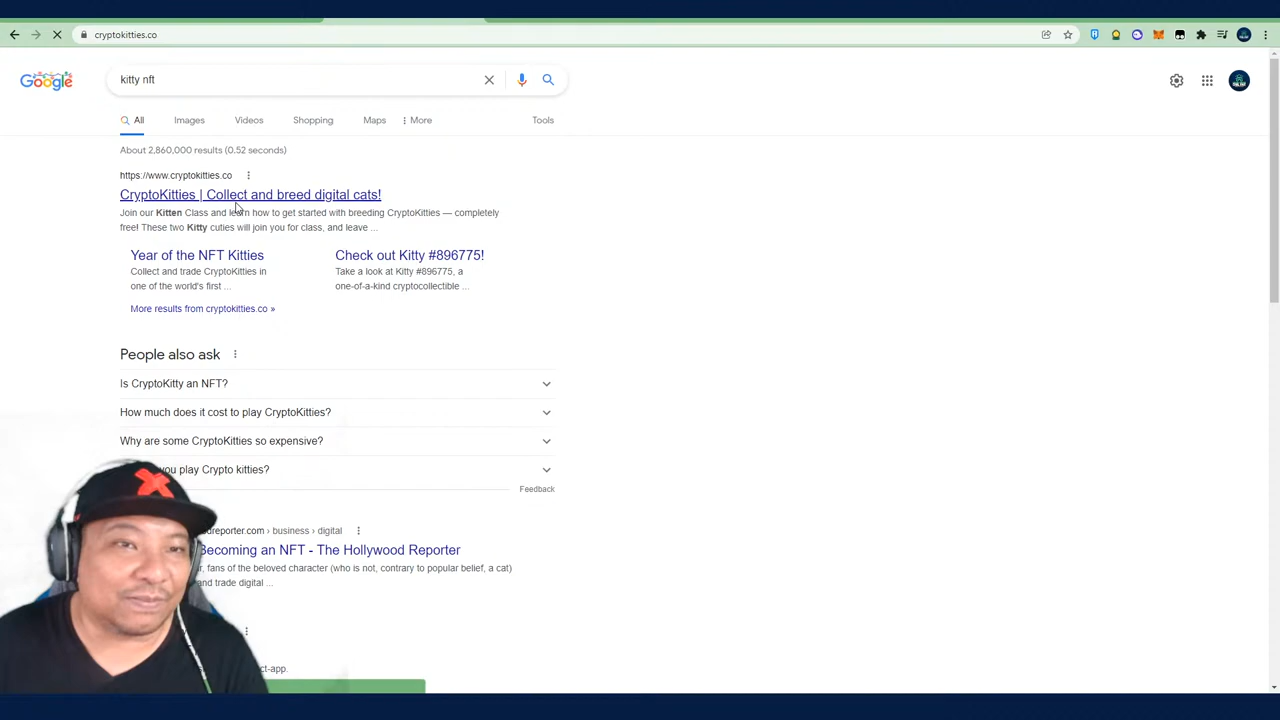 cryptokitties.co
Google
kitty nft
All
Images
Videos
Shopping
Maps
More
Tools
About 2,860,000 results (0.52 seconds)
https://www.cryptokitties.co
CryptoKitties | Collect and breed digital cats!
Join our Kitten Class and learn how to get started with breeding CryptoKitties — completely
free! These two Kitty cuties will join you for class, and leave ...
Year of the NFT Kitties
Collect and trade CryptoKitties in
one of the world's first ...
Check out Kitty #896775!
Take a look at Kitty #896775, a
one-of-a-kind cryptocollectible ...
More results from cryptokitties.co »
People also ask
Is CryptoKitty an NFT?
How much does it cost to play CryptoKitties?
Why are some CryptoKitties so expensive?
you play Crypto kitties?
Feedback
dreporter.com › business › digital
Becoming an NFT - The Hollywood Reporter
fans of the beloved character (who is not, contrary to popular belief, a cat)
and trade digital ...
ct-app.